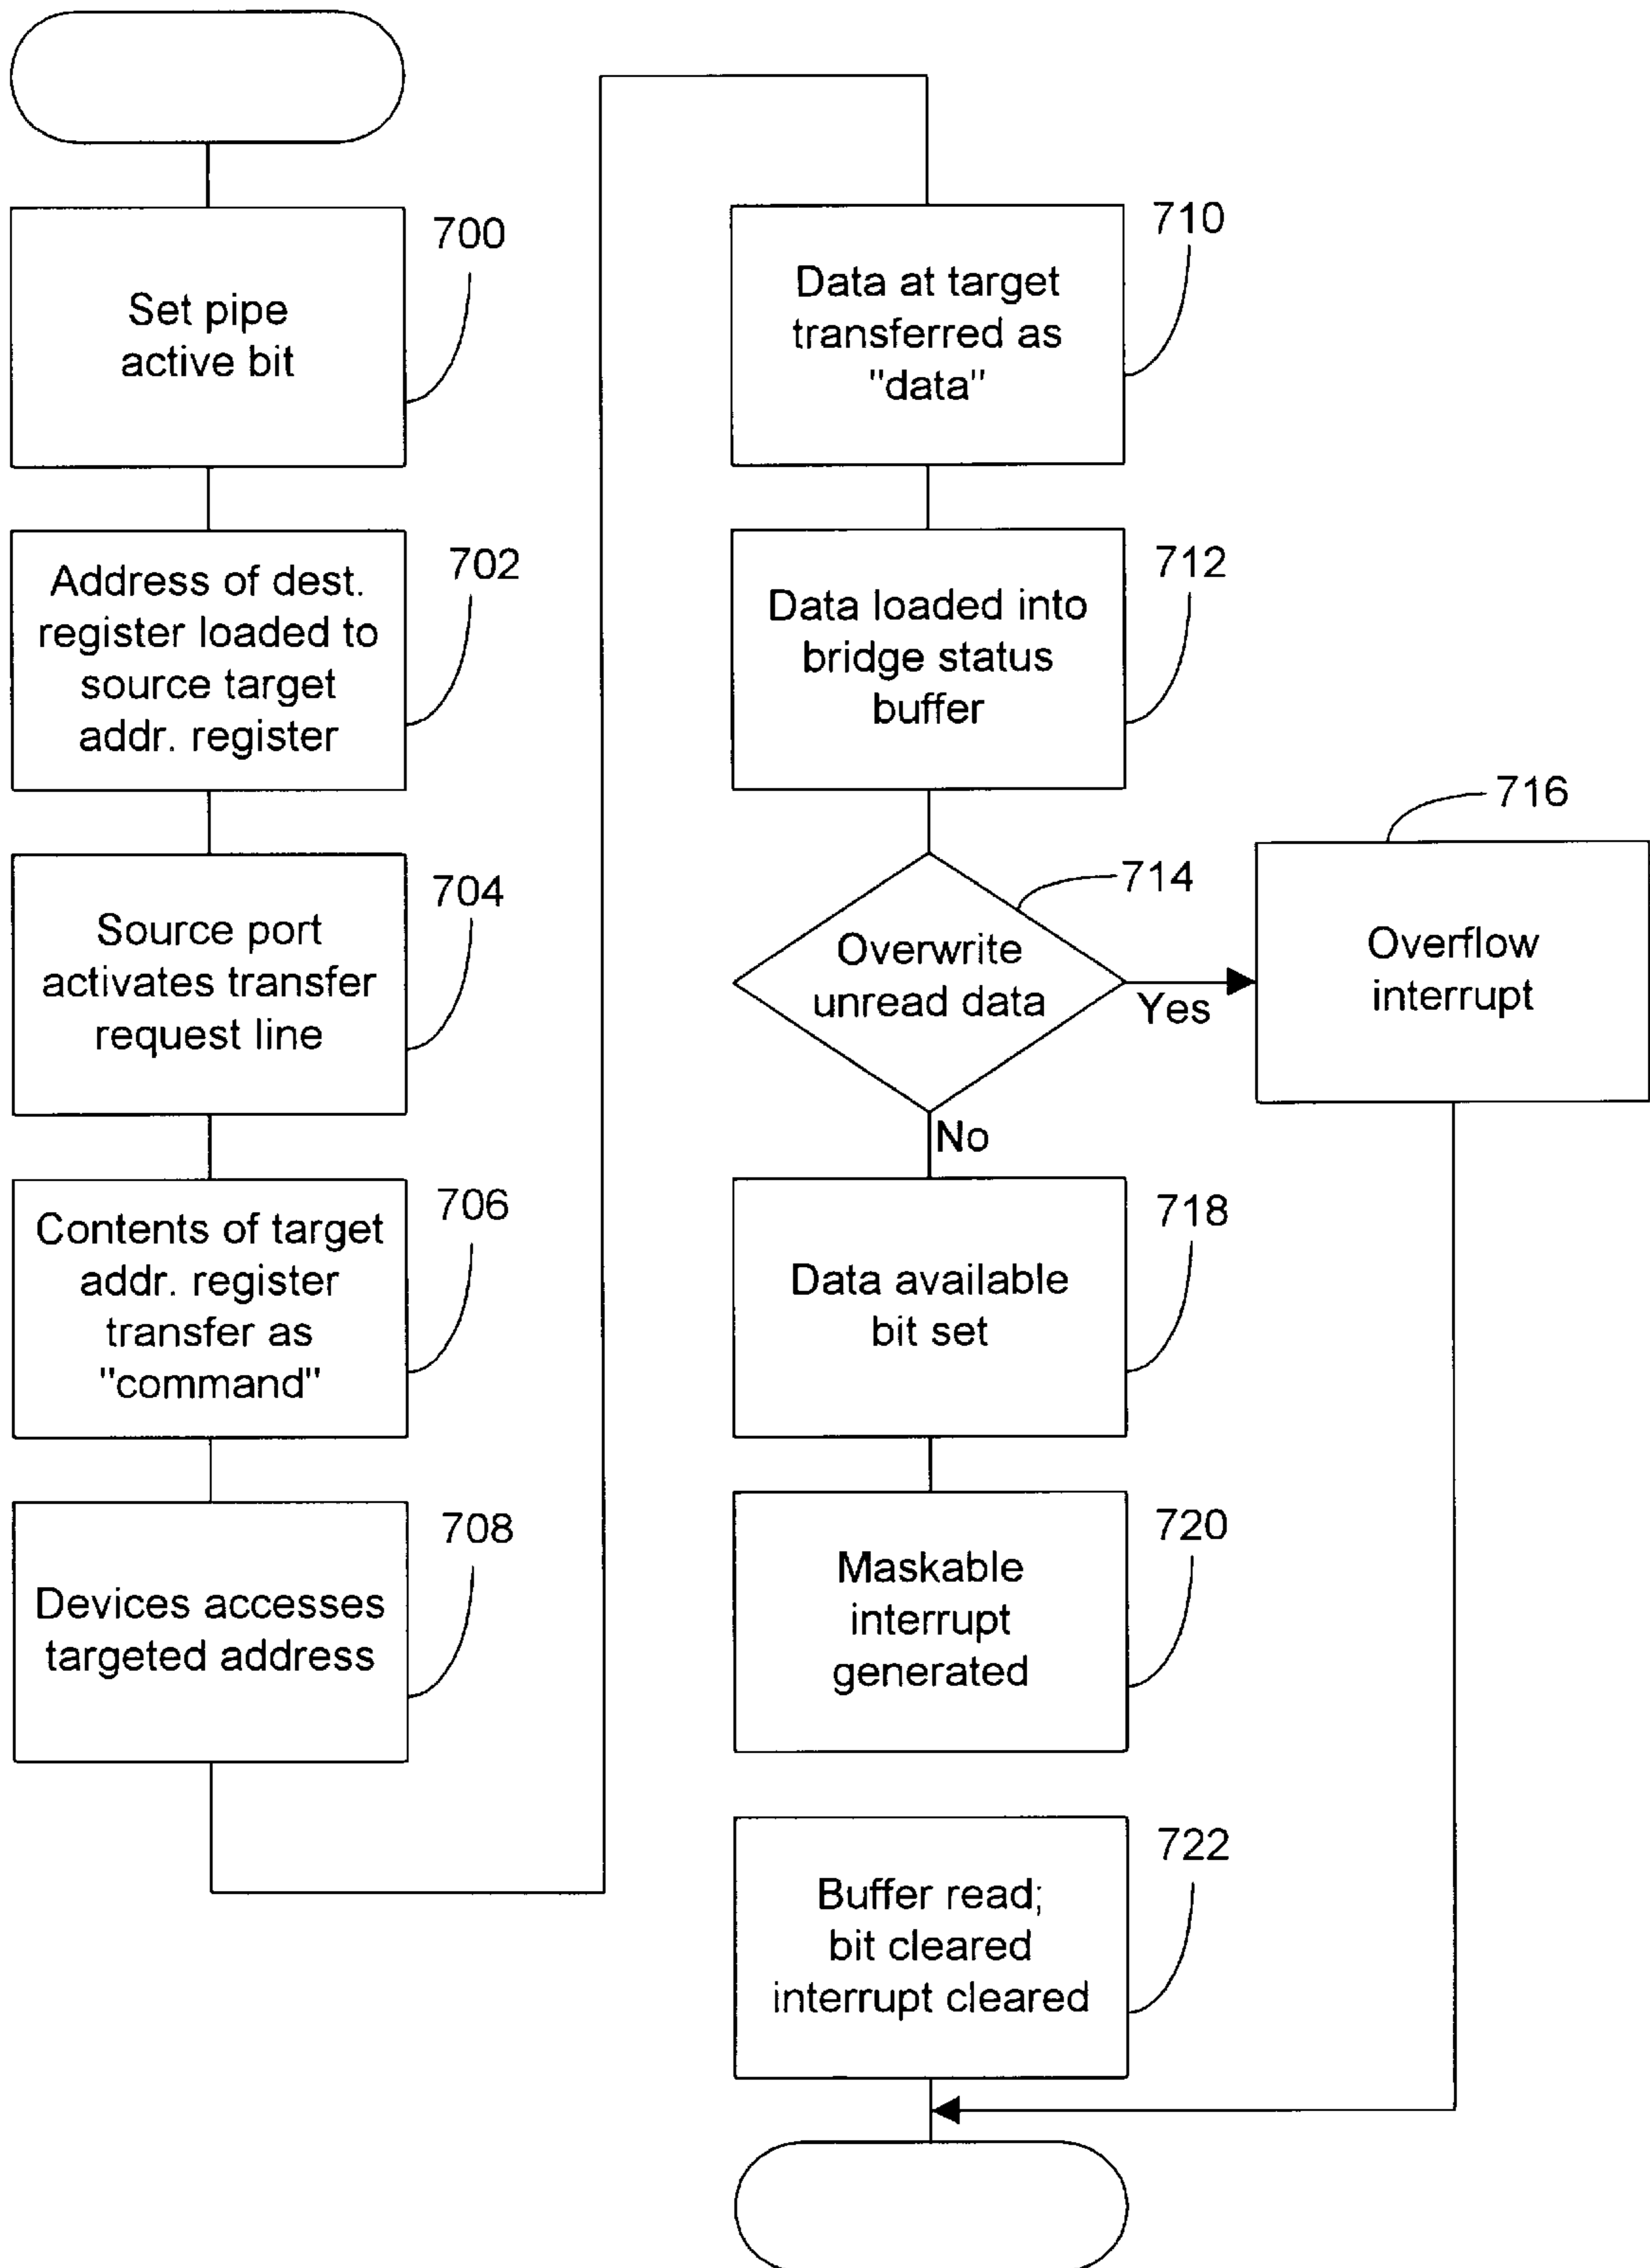 700
Set pipe
active bit
702
Address of dest.
register loaded to
source target
addr. register
704
Source port
activates transfer
request line
706
Contents of target
addr. register
transfer as
"command"
708
Devices accesses
targeted address
710
Data at target
transferred as
"data"
712
Data loaded into
bridge status
buffer
714
Overwrite
unread data
Yes
No
716
Overflow
interrupt
718
Data available
bit set
720
Maskable
interrupt
generated
722
Buffer read;
bit cleared
interrupt cleared